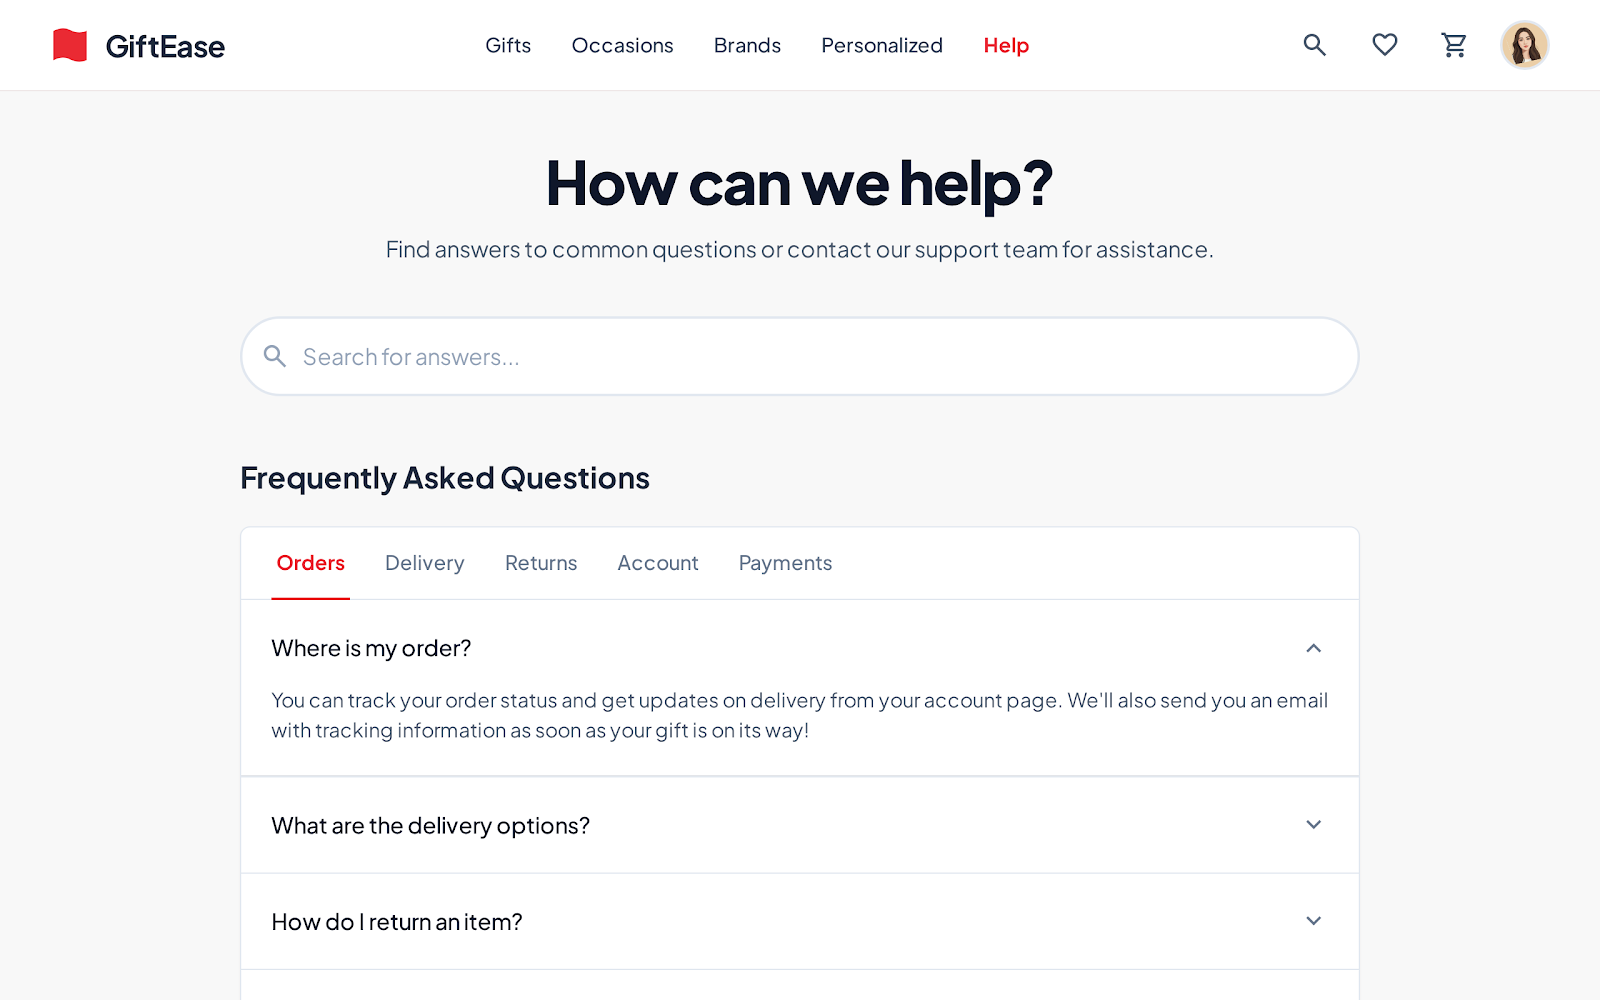 GiftEase
Gifts
Occasions
Brands
Personalized
Help
How can we help?
Find answers to common questions or contact our support team for assistance.
Search for answers...
Frequently Asked Questions
Orders
Delivery
Returns
Account
Payments
Where is my order?
You can track your order status and get updates on delivery from your account page. We'll also send you an email
with tracking information as soon as your gift is on its way!
What are the delivery options?
How do I return an item?